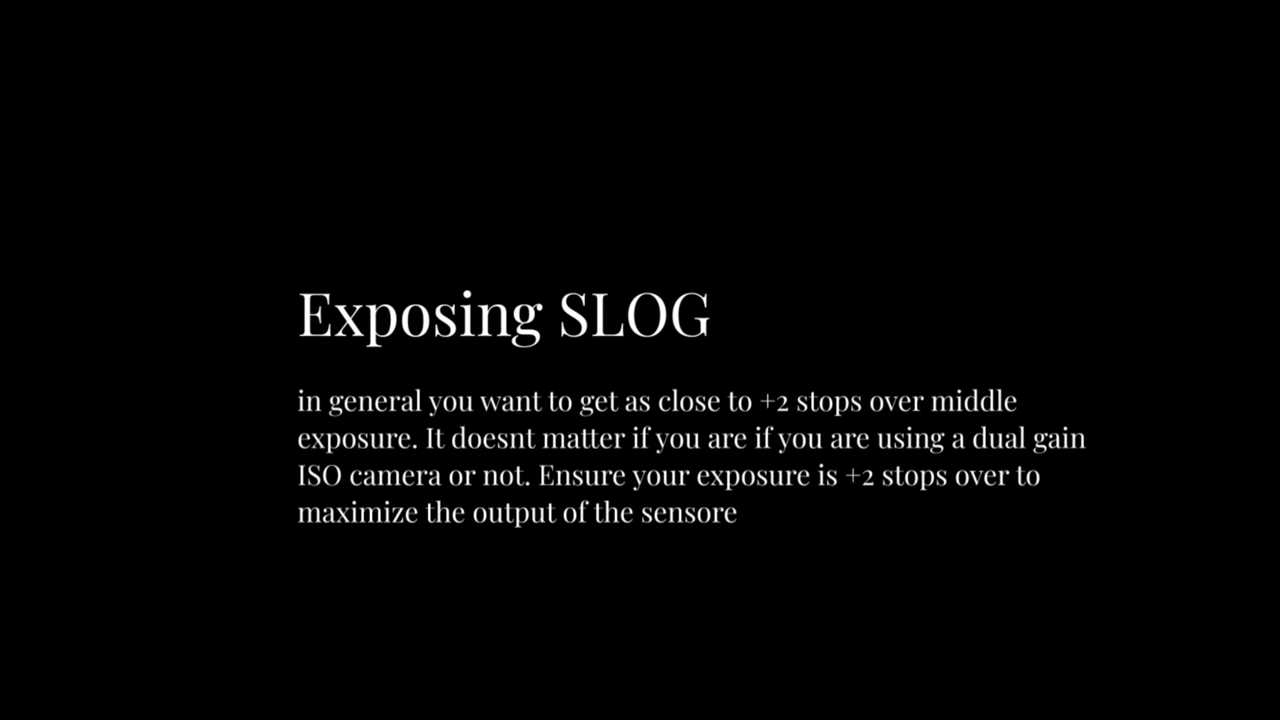 Exposing SLOG
in general you want to get as close to +2 stops over middle
exposure. It doesnt matter if you are if you are using a dual gain
ISO camera or not. Ensure your exposure is +2 stops over to
maximize the output of the sensore